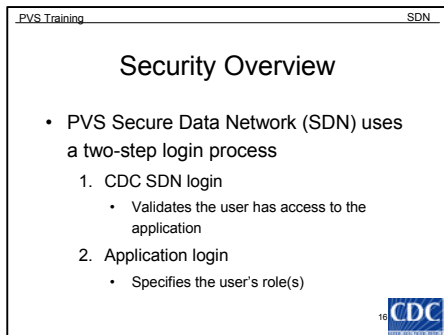 PVS Training SDN
Security Overview
• PVS Secure Data Network (SDN) uses
a two-step login process
1. CDC SDN login
• Validates the user has access to the
application
2. Application login
• Specifies the user's role(s)
16
CDC